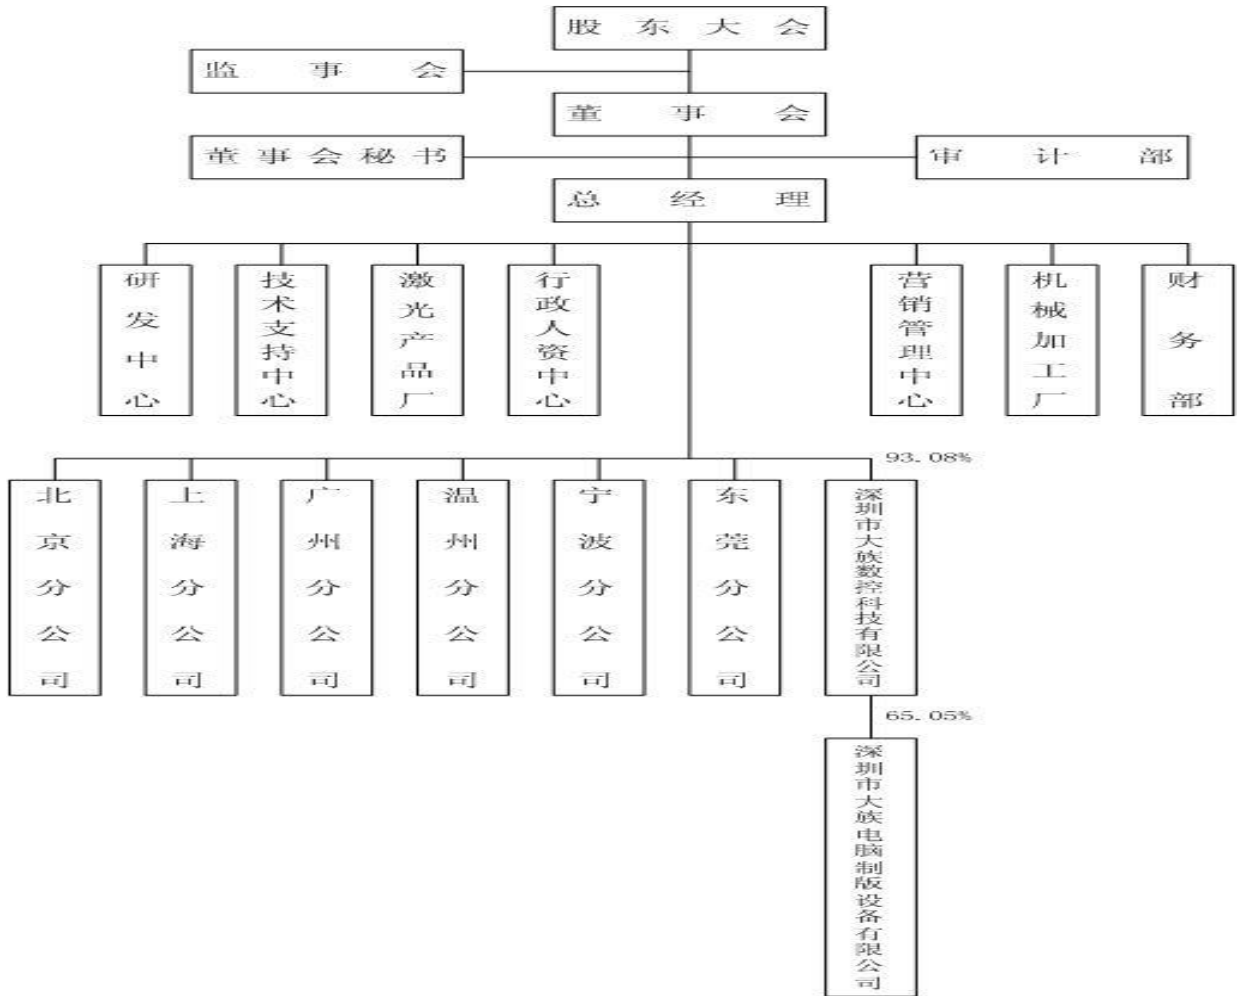 股东大会
监事会
董事会
董事会秘书
审计部
总经理
研发中心
技术支持中心
激光产品厂
行政人资中心
营销管理中心
机械加工厂
财务部
93.08%
北京分公司
上海分公司
广州分公司
温州分公司
宁波分公司
东莞分公司
深圳市大族数控科技有限公司
65.05%
深圳市大族电脑制版设备有限公司